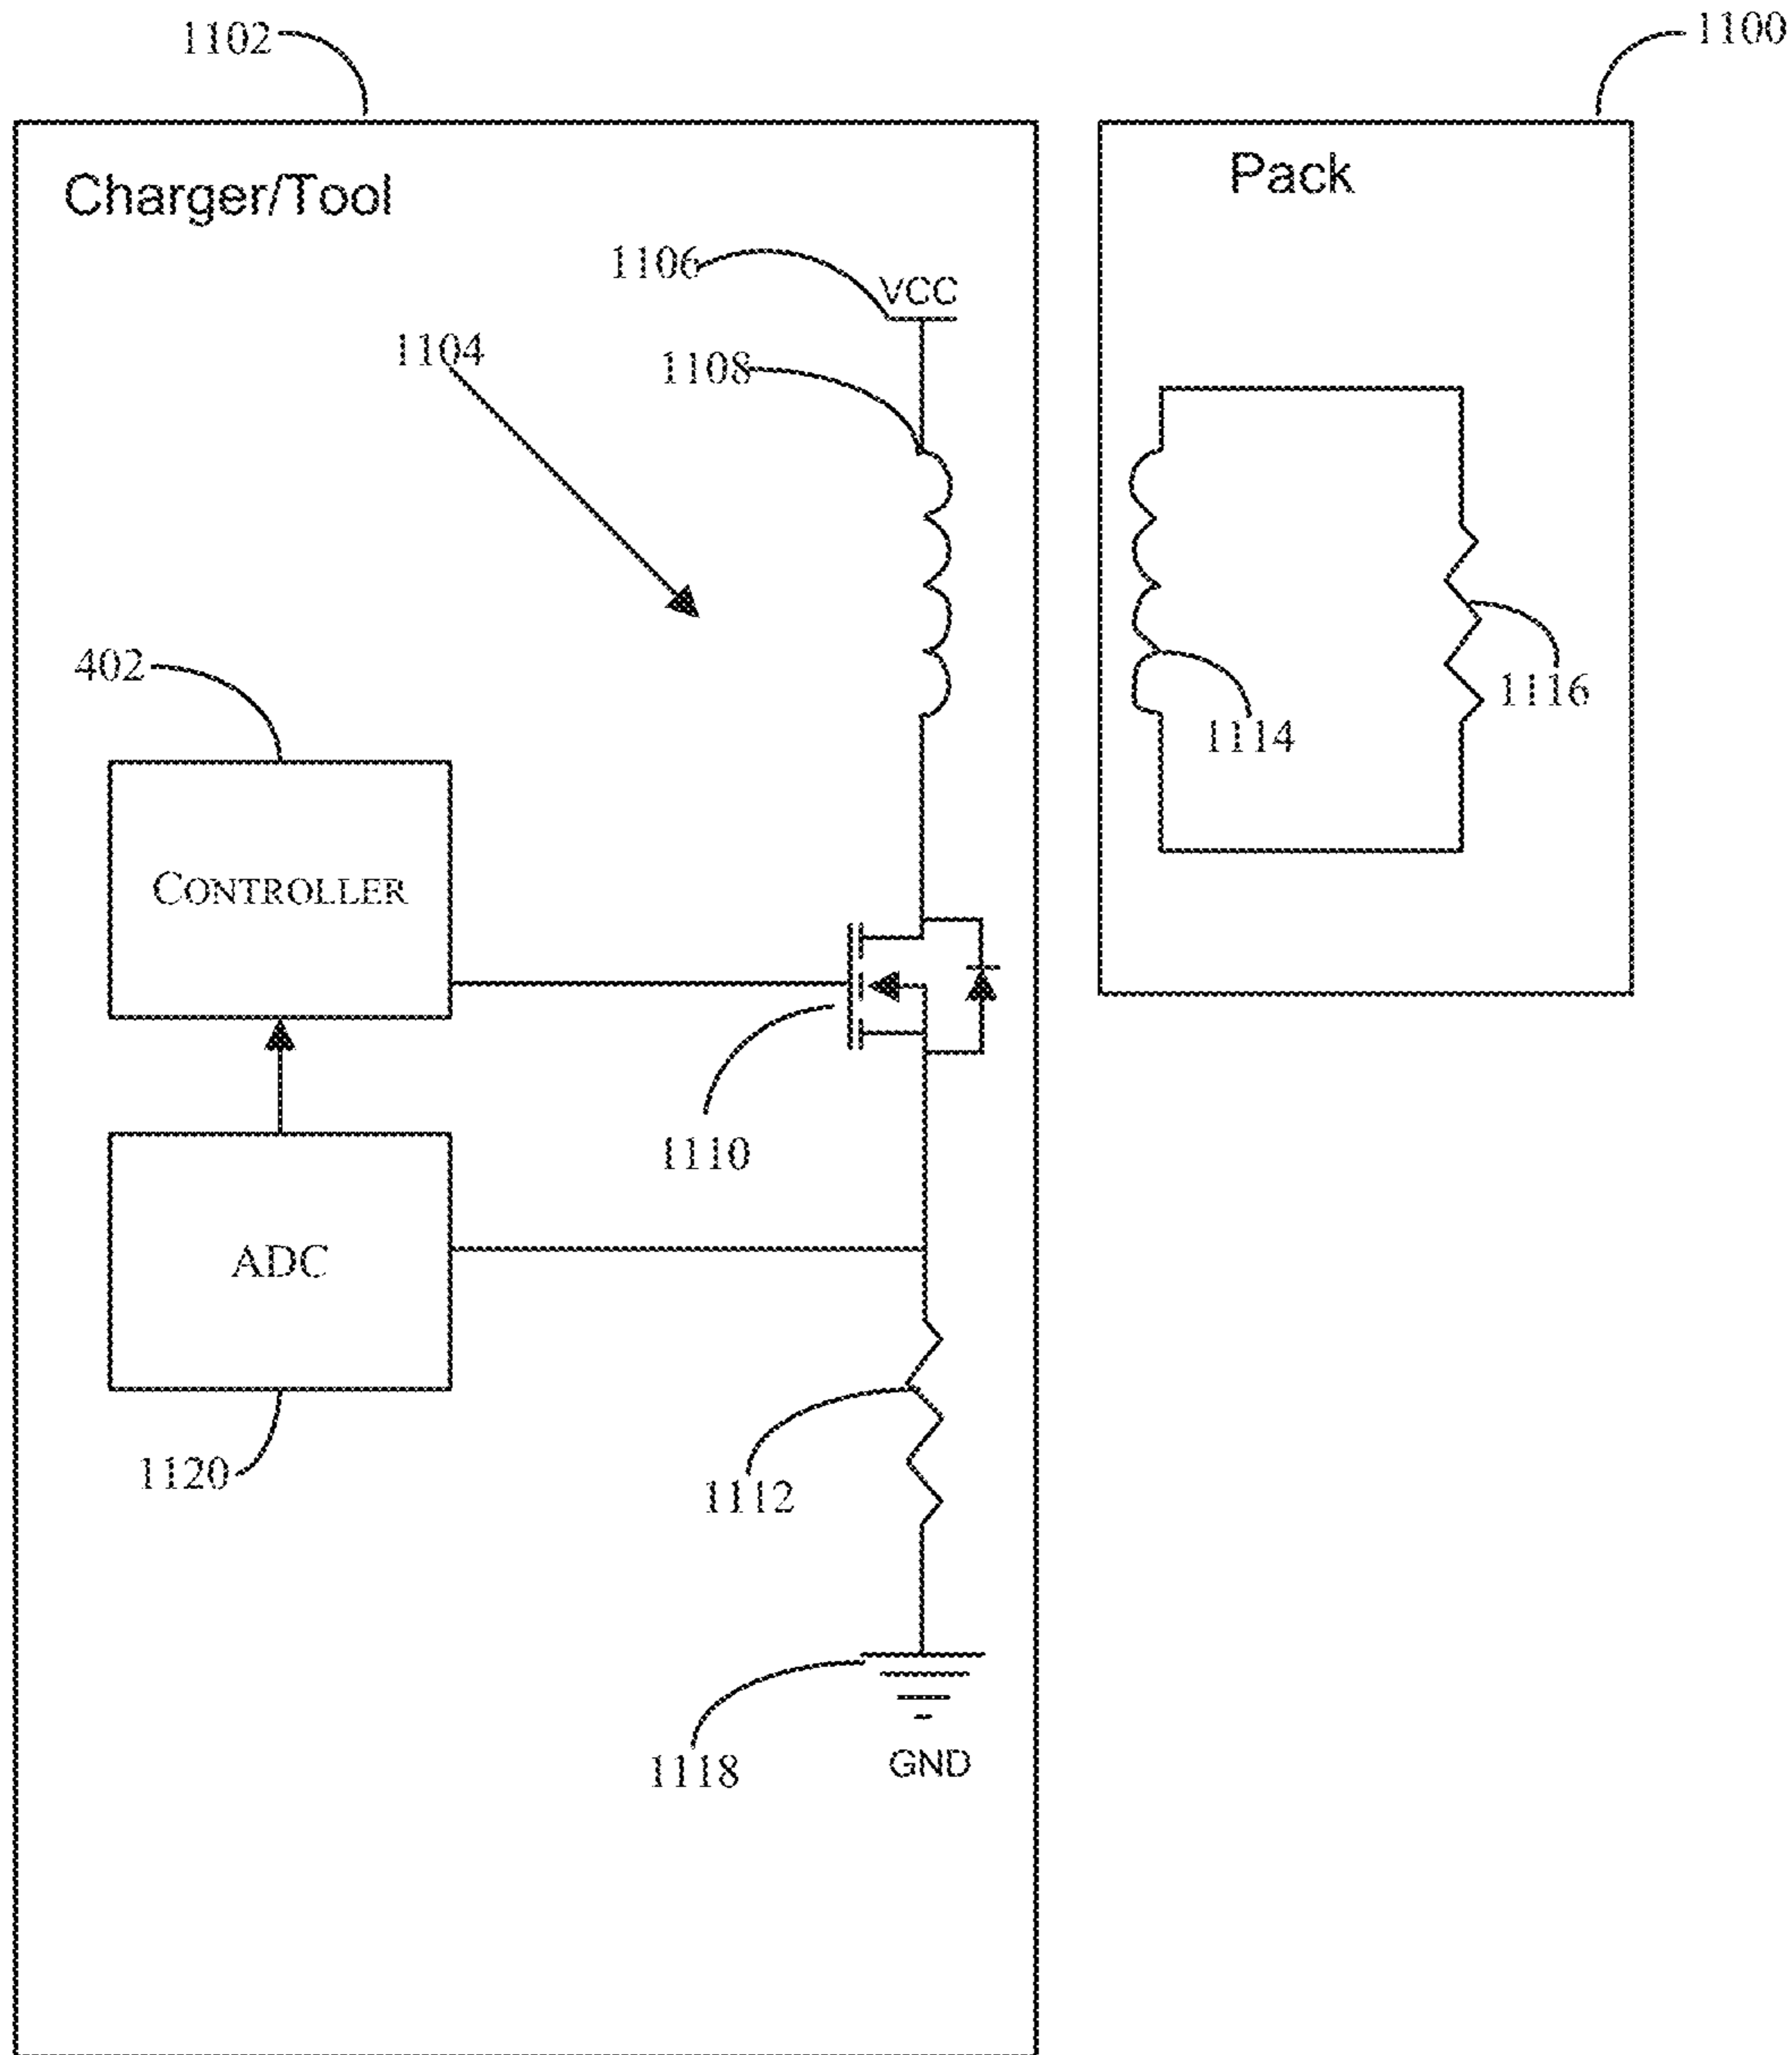 1102
1100
Charger/Tool
Pack
1106
VCC
1104
1108
402
1116
1114
CONTROLLER
1110
ADC
1120
1112
1118
GND